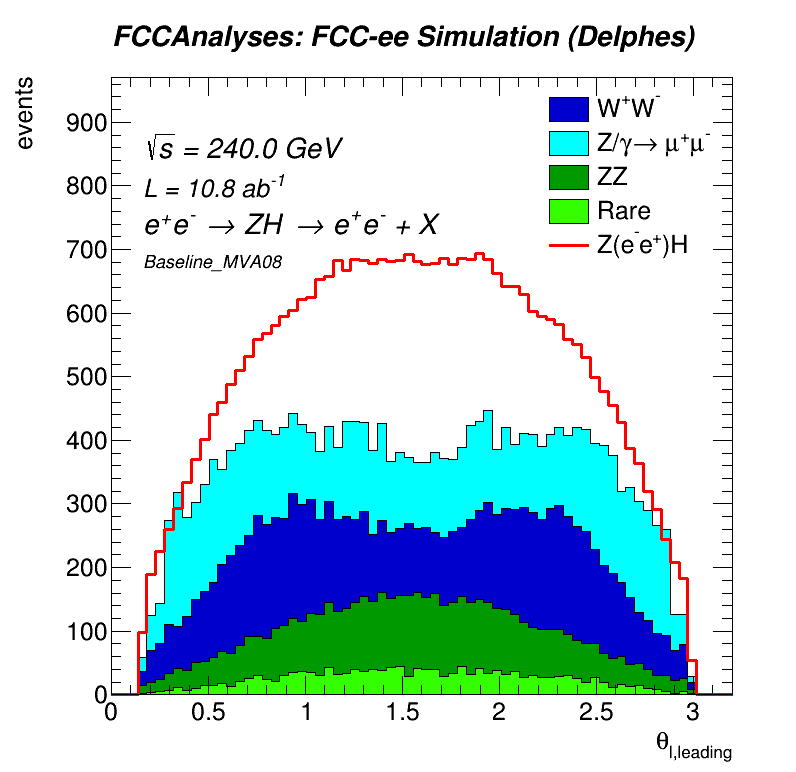 FCCAnalyses: FCC-ee Simulation (Delphes)
events
√s = 240.0 GeV
L = 10.8 ab⁻¹
e⁺e⁻ → ZH → e⁺e⁻ + X
Baseline_MVA08
W⁺W⁻
Z/γ→ μ⁺μ⁻
ZZ
Rare
Z(e⁻e⁺)H
900
800
700
600
500
400
300
200
100
0
0 0.5 1 1.5 2 2.5 3
θl,leading